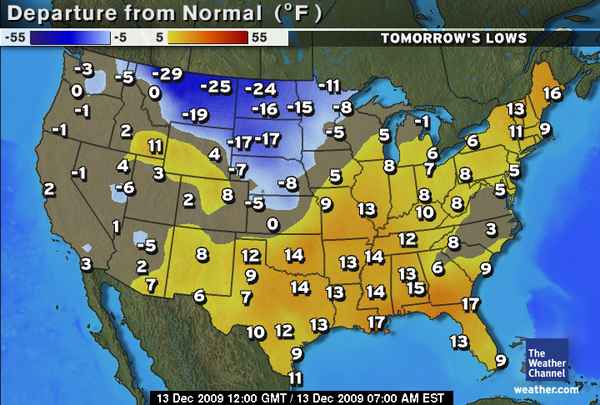 Departure from Normal (°F)
-55 -5 5 55 TOMORROW'S LOWS
-3 -5 -29 -25 -24 -11
0 0 16
-1 -19 -16 -15 -8 13
-1 2 -17 -17 -5 5 -1 11 9
11 4 6 6
-1 4 3 -7 5 8 7 8 5
2 -6 2 8 -8 -5 9 13 8 10 5
1 0 8 3
-5 8 12 14 13 14 12
3 2 9 13 6 9
7 6 7 14 13 14 14 15 17
10 12 13 17 13
9 9
11
The
Weather
Channel
weather.com
13 Dec 2009 12:00 GMT / 13 Dec 2009 07:00 AM EST